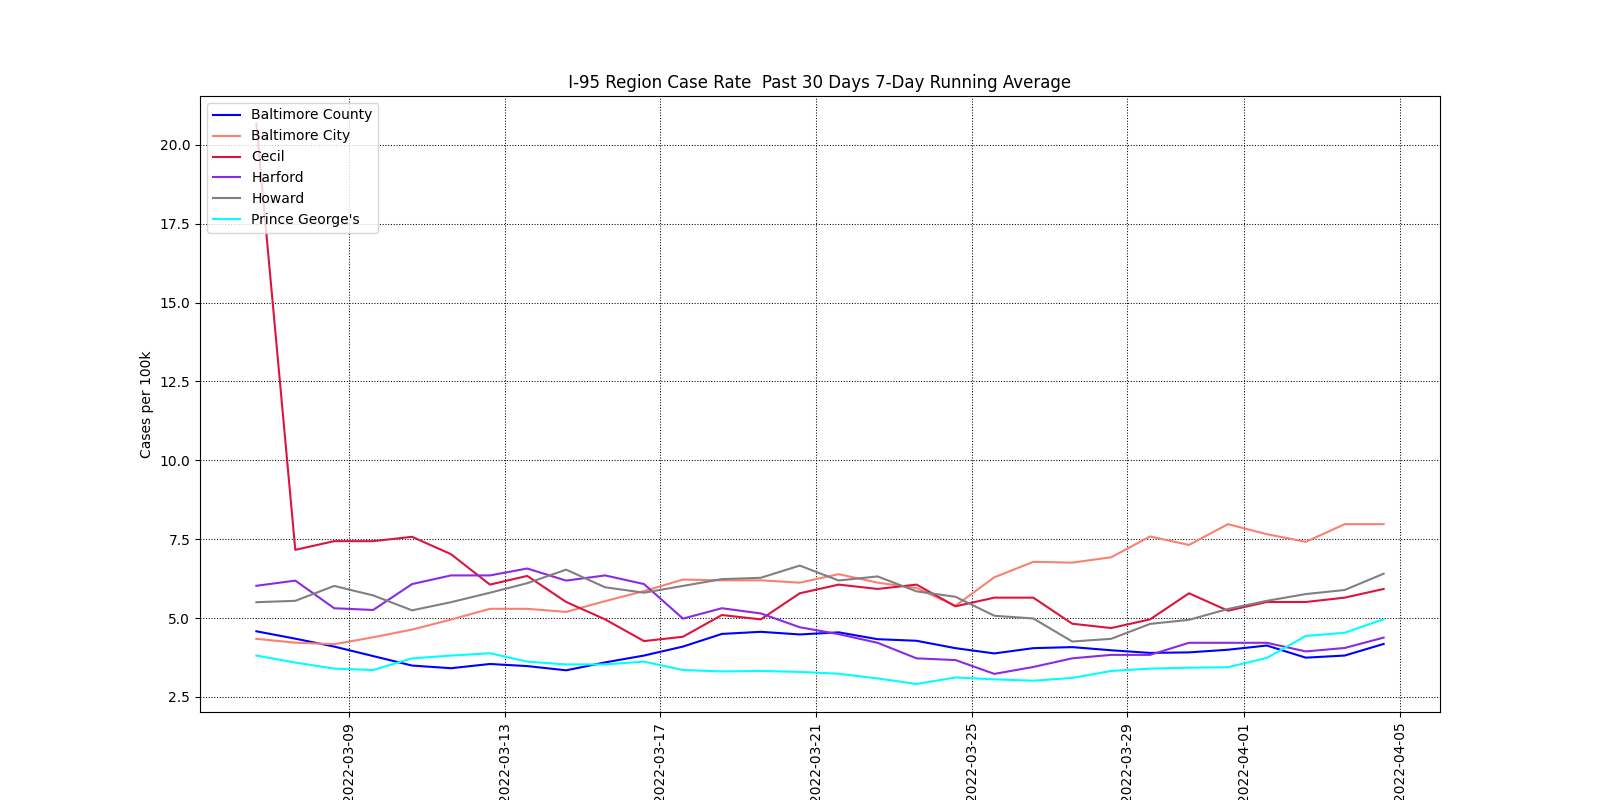 I-95 Region Case Rate  Past 30 Days 7-Day Running Average
Baltimore County
Baltimore City
Cecil
Harford
Howard
Prince George's
Cases per 100k
20.0
17.5
15.0
12.5
10.0
7.5
5.0
2.5
2022-03-09
2022-03-13
2022-03-17
2022-03-21
2022-03-25
2022-03-29
2022-04-01
2022-04-05